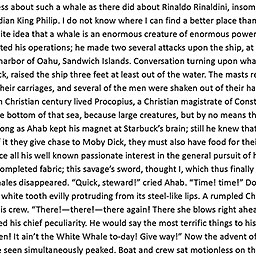 ss about such a whale as there did about Rinaldo Rinaldini, insom
dian King Philip. I do not know where I can find a better place than
ite idea that a whale is an enormous creature of enormous power
ted his operations; he made two several attacks upon the ship, at
harbor of Oahu, Sandwich Islands. Conversation turning upon wha
ck, raised the ship three feet at least out of the water. The masts r
heir carriages, and several of the men were shaken out of their ha
h Christian century lived Procopius, a Christian magistrate of Const
e bottom of that sea, because large creatures, but by no means th
ong as Ahab kept his magnet at Starbuck's brain; still he knew that
f it they give chase to Moby Dick, they must also have food for thei
ce all his well known passionate interest in the general pursuit of h
ompleted fabric; this savage's sword, thought I, which thus finally
ales disappeared. “Quick, steward!” cried Ahab. “Time! time!” Do
white tooth evilly protruding from its steel-like lips. A rumpled Ch
is crew. “There!—there!—there again! There she blows right ahea
d his chief peculiarity. He would say the most terrific things to his
en! It ain't the White Whale to-day! Give way!” Now the advent of
e seen simultaneously peaked. Boat and crew sat motionless on th